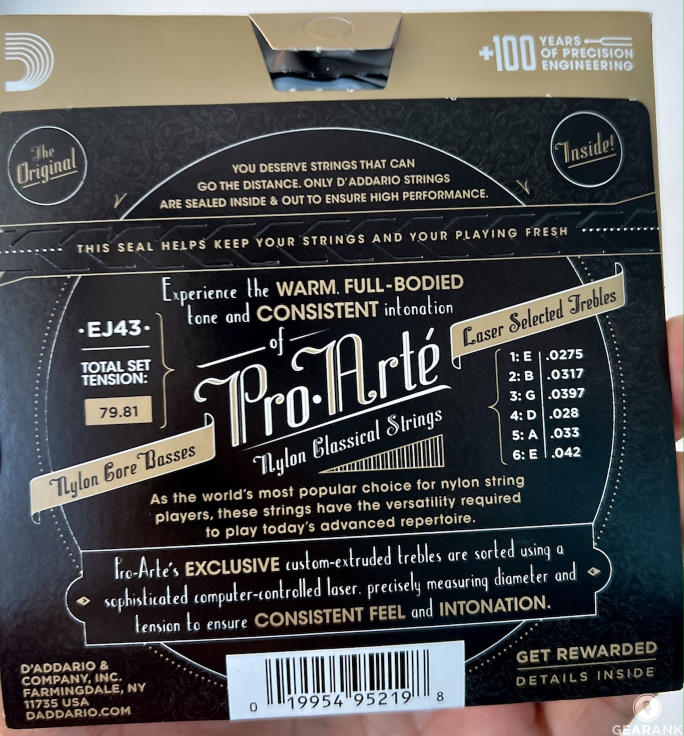 +100 YEARS
OF PRECISION
ENGINEERING
The
Original
Inside!
YOU DESERVE STRINGS THAT CAN
GO THE DISTANCE. ONLY D'ADDARIO STRINGS
ARE SEALED INSIDE & OUT TO ENSURE HIGH PERFORMANCE.
THIS SEAL HELPS KEEP YOUR STRINGS AND YOUR PLAYING FRESH
Experience the WARM, FULL-BODIED
tone and CONSISTENT intonation
of
Pro·Arté
Nylon Classical Strings
·EJ43·
TOTAL SET
TENSION:
79.81
Nylon Core Basses
Laser Selected Trebles
1: E .0275
2: B .0317
3: G .0397
4: D .028
5: A .033
6: E .042
As the world's most popular choice for nylon string
players, these strings have the versatility required
to play today's advanced repertoire.
Pro-Arte's EXCLUSIVE custom-extruded trebles are sorted using a
sophisticated computer-controlled laser, precisely measuring diameter and
tension to ensure CONSISTENT FEEL and INTONATION.
D'ADDARIO &
COMPANY, INC.
FARMINGDALE, NY
11735 USA
DADDARIO.COM
0 19954 95219 8
GET REWARDED
DETAILS INSIDE
GEARANK